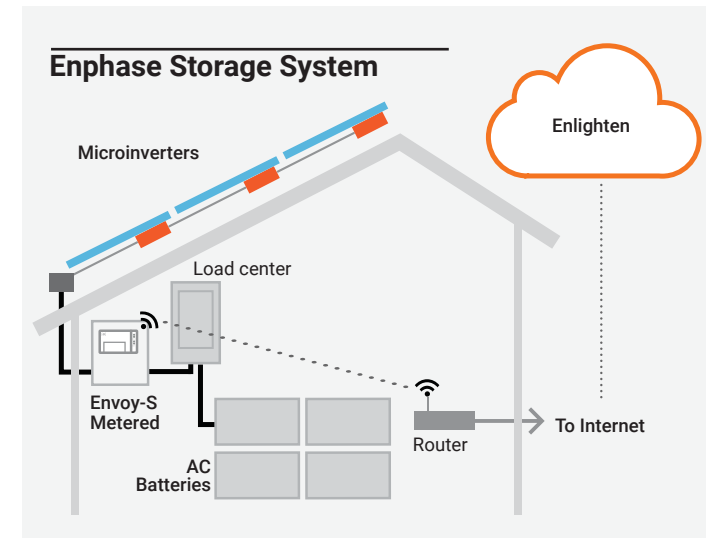 Enphase Storage System
Enlighten
Microinverters
Load center
Envoy-S
Metered
AC
Batteries
Router
To Internet